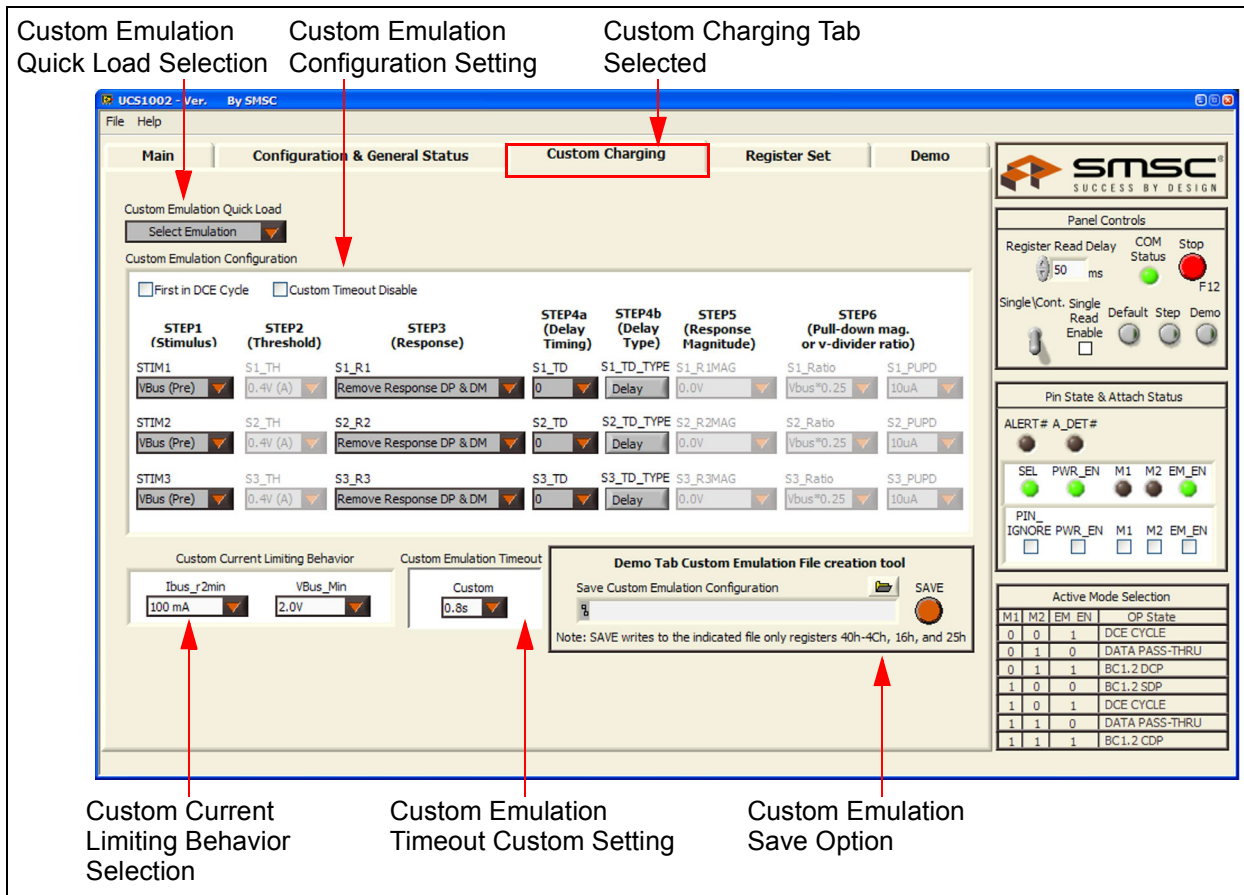 Custom Emulation
Quick Load Selection
Custom Emulation
Configuration Setting
Custom Charging Tab
Selected
UCS1002 - Ver. By SMSC
File Help
Main
Configuration & General Status
Custom Charging
Register Set
Demo
SMSC®
SUCCESS BY DESIGN
Custom Emulation Quick Load
Select Emulation
Custom Emulation Configuration
First in DCE Cycle
Custom Timeout Disable
STEP1
(Stimulus)
STEP2
(Threshold)
STEP3
(Response)
STEP4a
(Delay
Timing)
STEP4b
(Delay
Type)
STEP5
(Response
Magnitude)
STEP6
(Pull-down mag.
or v-divider ratio)
STIM1 S1_TH S1_R1 S1_TD S1_TD_TYPE S1_R1MAG S1_Ratio S1_PUPD
VBus (Pre) 0.4V (A) Remove Response DP & DM 0 Delay 0.0V Vbus*0.25 10uA
STIM2 S2_TH S2_R2 S2_TD S2_TD_TYPE S2_R2MAG S2_Ratio S2_PUPD
VBus (Pre) 0.4V (A) Remove Response DP & DM 0 Delay 0.0V Vbus*0.25 10uA
STIM3 S3_TH S3_R3 S3_TD S3_TD_TYPE S3_R3MAG S3_Ratio S3_PUPD
VBus (Pre) 0.4V (A) Remove Response DP & DM 0 Delay 0.0V Vbus*0.25 10uA
Custom Current Limiting Behavior
Ibus_r2min VBus_Min
100 mA 2.0V
Custom Emulation Timeout
Custom
0.8s
Demo Tab Custom Emulation File creation tool
Save Custom Emulation Configuration
SAVE
Note: SAVE writes to the indicated file only registers 40h-4Ch, 16h, and 25h
Panel Controls
Register Read Delay
50 ms
COM
Status
Stop
F12
Single\Cont.
Single
Read
Enable
Default Step Demo
Pin State & Attach Status
ALERT# A_DET#
SEL PWR_EN M1 M2 EM_EN
PIN_
IGNORE PWR_EN M1 M2 EM_EN
Active Mode Selection
M1 M2 EM_EN OP State
0 0 1 DCE CYCLE
0 1 0 DATA PASS-THRU
0 1 1 BC1.2 DCP
1 0 0 BC1.2 SDP
1 0 1 DCE CYCLE
1 1 0 DATA PASS-THRU
1 1 1 BC1.2 CDP
Custom Current
Limiting Behavior
Selection
Custom Emulation
Timeout Custom Setting
Custom Emulation
Save Option